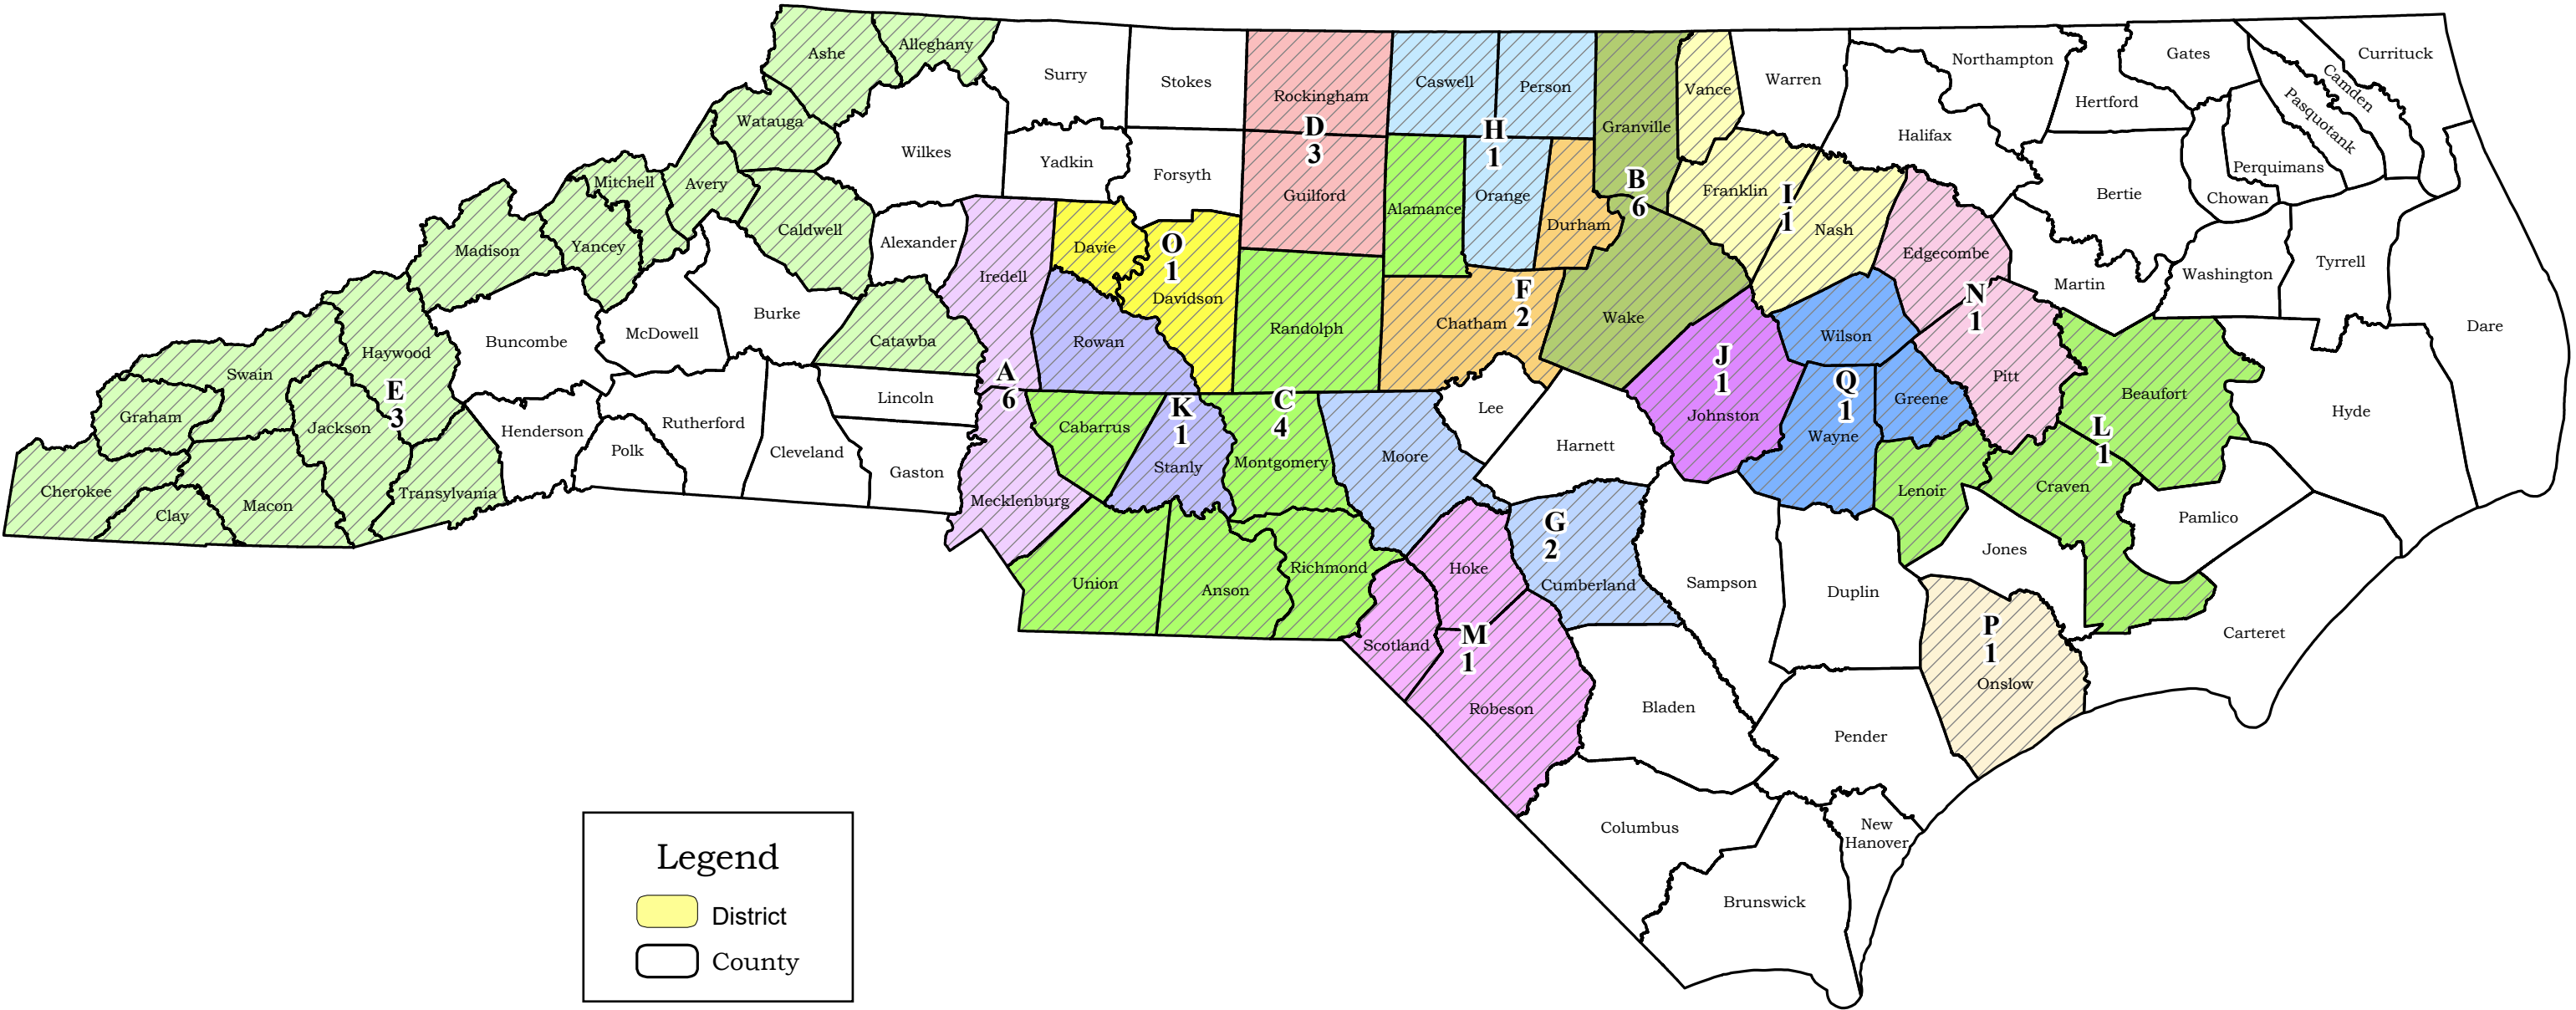 Ashe
Alleghany
Surry
Stokes
Rockingham
Caswell
Person
Granville
Vance
Warren
Northampton
Gates
Currituck
Camden
Pasquotank
Hertford
Halifax
Perquimans
Chowan
Bertie
Watauga
Wilkes
Yadkin
Forsyth
D
3
Guilford
H
1
Alamance
Orange
Durham
B
6
Franklin
I
1
Nash
Edgecombe
Martin
Washington
Tyrrell
Dare
Mitchell
Avery
Caldwell
Alexander
Iredell
Davie
O
1
Davidson
Madison
Yancey
Burke
McDowell
Buncombe
Catawba
Rowan
Randolph
Chatham
F
2
Wake
Wilson
N
1
Pitt
Beaufort
Hyde
Haywood
Swain
E
3
Graham
Jackson
Henderson
Polk
Rutherford
Cleveland
Lincoln
Gaston
A
6
Cabarrus
K
1
Stanly
C
4
Montgomery
Moore
Lee
Harnett
J
1
Johnston
Q
1
Wayne
Greene
L
1
Lenoir
Craven
Pamlico
Cherokee
Clay
Macon
Transylvania
Mecklenburg
Union
Anson
Richmond
Hoke
G
2
Cumberland
Sampson
Duplin
Jones
Scotland
M
1
Robeson
Bladen
P
1
Onslow
Carteret
Pender
Columbus
New
Hanover
Brunswick
Legend
District
County